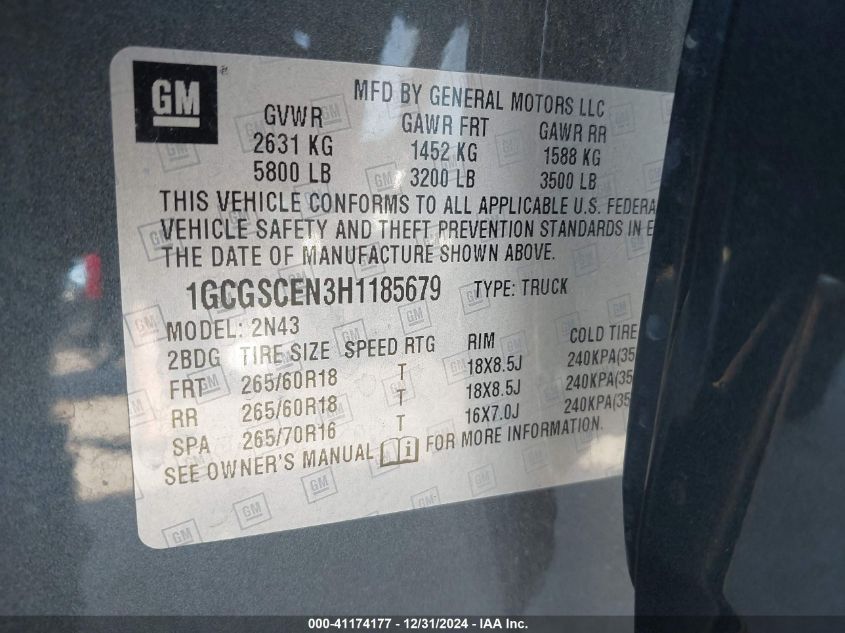 GM
MFD BY GENERAL MOTORS LLC
GVWR GAWR FRT GAWR RR
2631 KG 1452 KG 1588 KG
5800 LB 3200 LB 3500 LB
THIS VEHICLE CONFORMS TO ALL APPLICABLE U.S. FEDERA
VEHICLE SAFETY AND THEFT PREVENTION STANDARDS IN E
THE DATE OF MANUFACTURE SHOWN ABOVE.
1GCGSCEN3H1185679 TYPE: TRUCK
MODEL: 2N43
2BDG TIRE SIZE SPEED RTG RIM COLD TIRE
FRT 265/60R18 T 18X8.5J 240KPA(35
RR 265/60R18 T 18X8.5J 240KPA(35
SPA 265/70R16 T 16X7.0J 240KPA(35
SEE OWNER'S MANUAL FOR MORE INFORMATION.
000-41174177 - 12/31/2024 - IAA Inc.